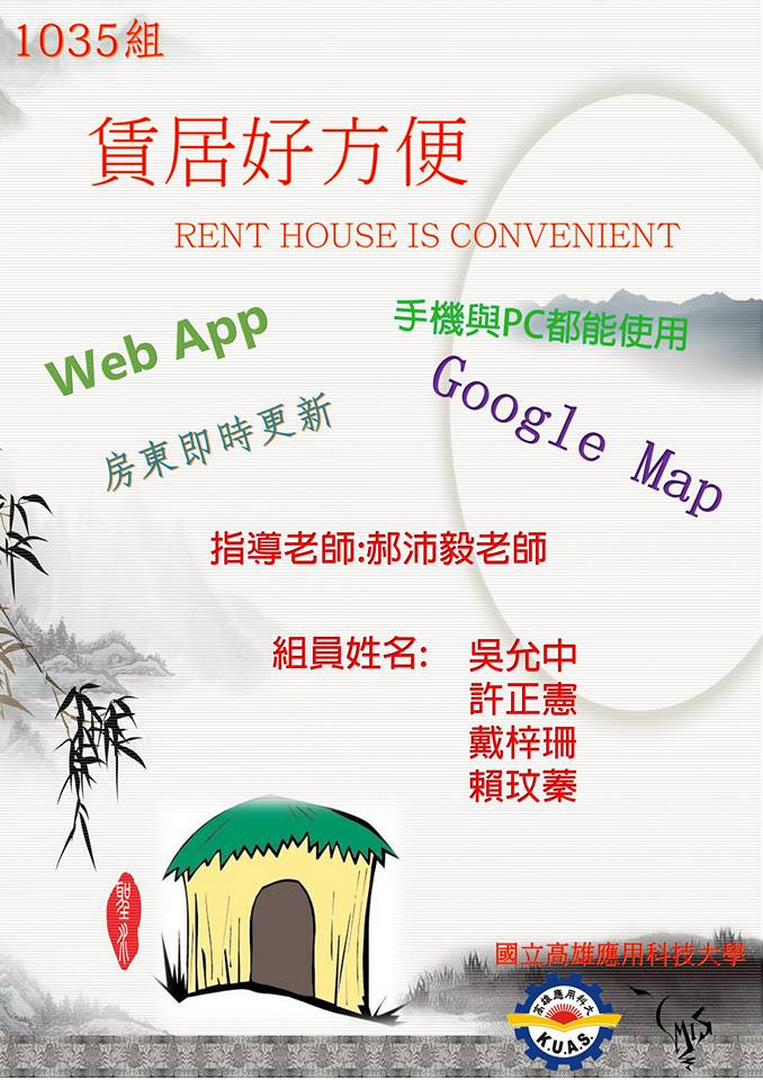 1035組
賃居好方便
RENT HOUSE IS CONVENIENT
Web App
手機與PC都能使用
Google Map
房東即時更新
指導老師:郝沛毅老師
組員姓名: 吳允中
許正憲
戴梓珊
賴玟蓁
國立高雄應用科技大學
高雄應用科大
K.U.A.S.
MIS